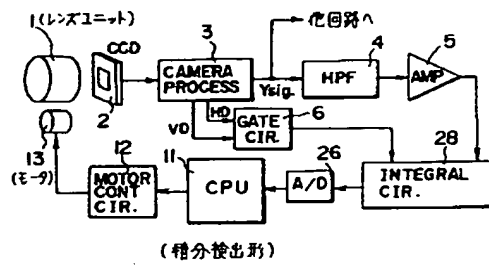 1(レンズユニット)
CCD
2
3
CAMERA
PROCESS
他回路へ
Ysig.
4
HPF
5
AMP
HD
VD
6
GATE
CIR.
13
(モータ)
12
MOTOR
CONT
CIR.
11
CPU
26
A/D
28
INTEGRAL
CIR.
(積分検出形)